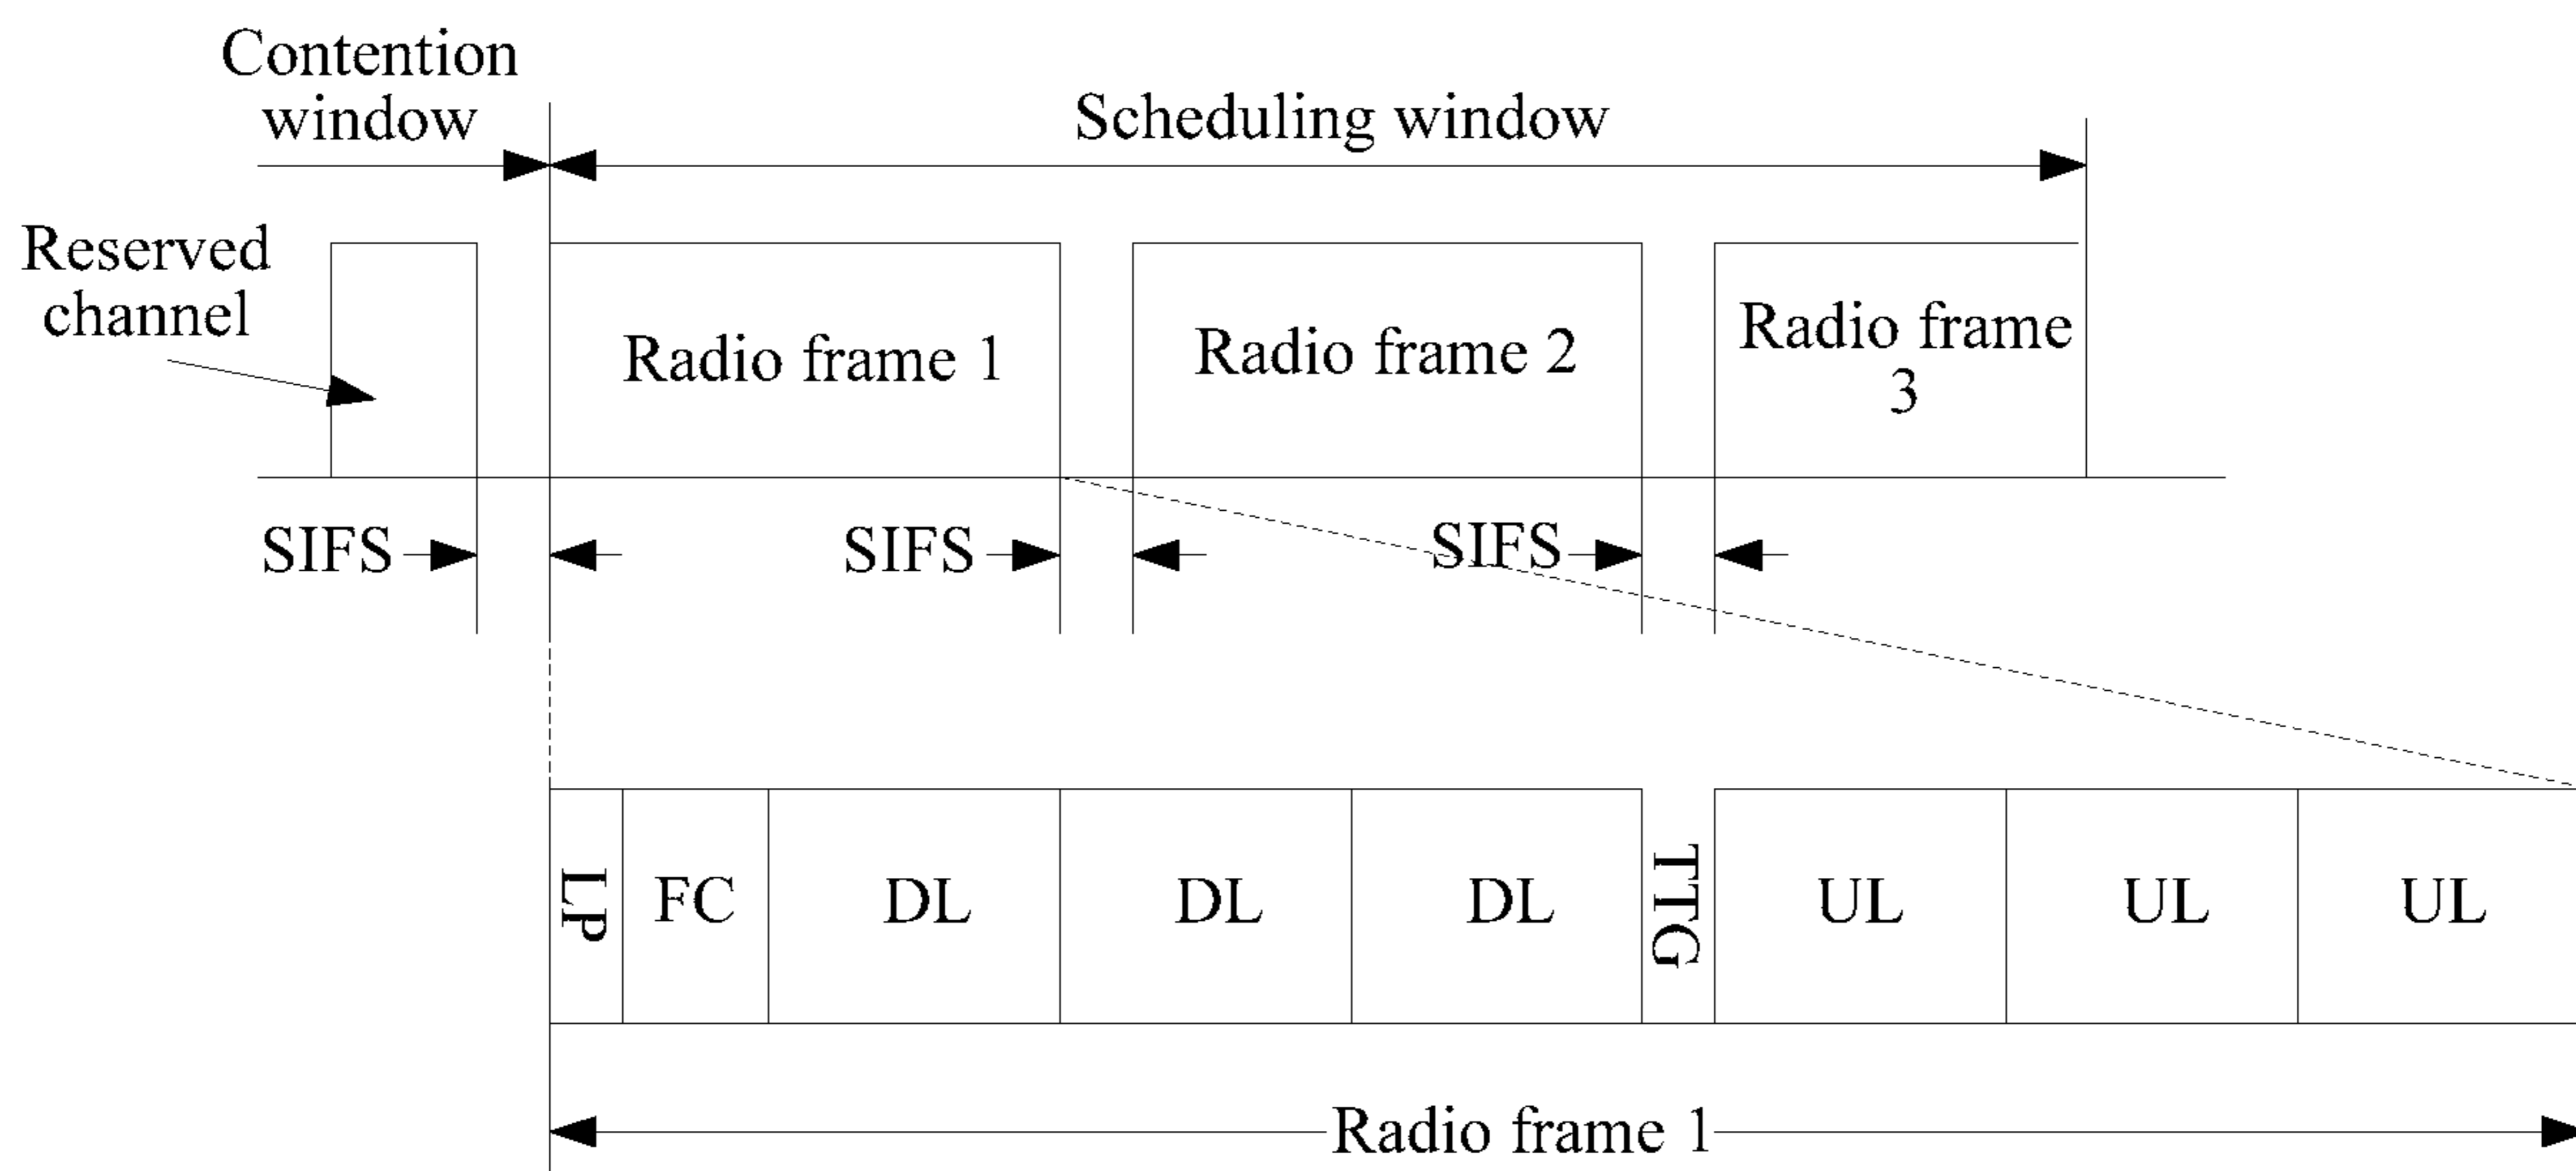 Contention
window
Scheduling window
Reserved
channel
Radio frame 1
Radio frame 2
Radio frame
3
SIFS
SIFS
SIFS
LP
FC
DL
DL
DL
TTG
UL
UL
UL
Radio frame 1